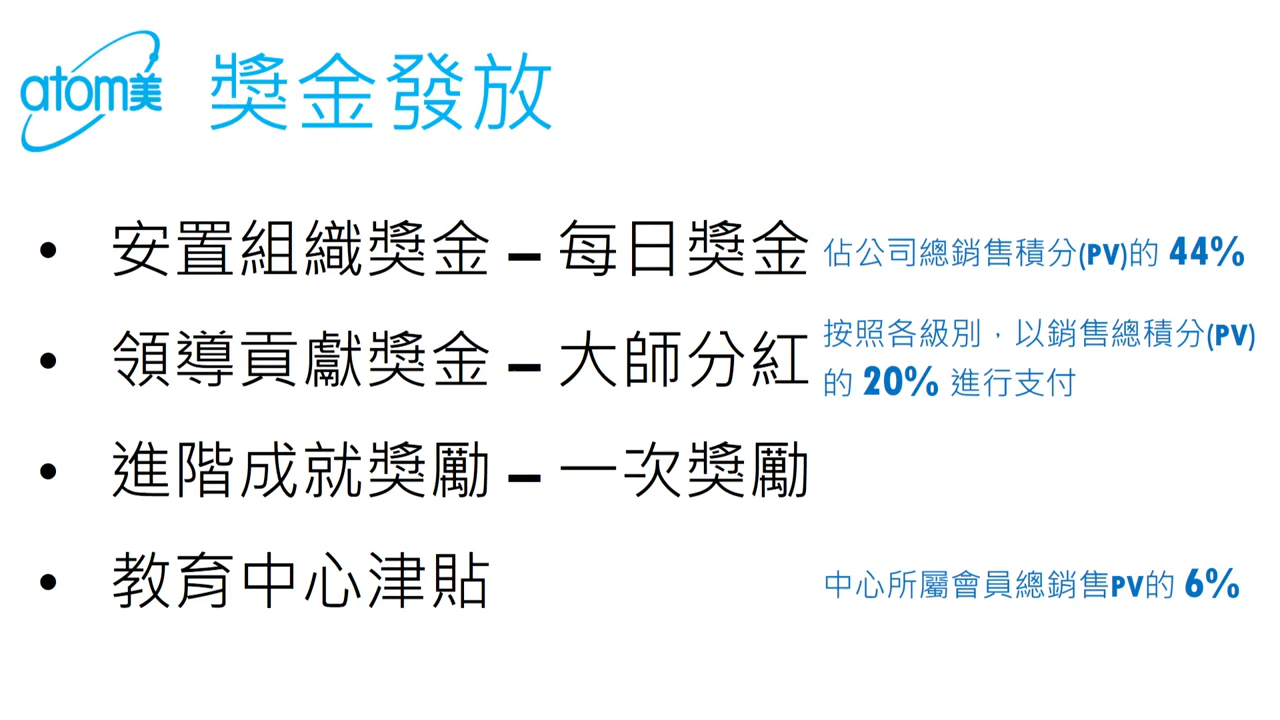 atom美 獎金發放
• 安置組織獎金 – 每日獎金 佔公司總銷售積分(PV)的 44%
• 領導貢獻獎金 – 大師分紅 按照各級別，以銷售總積分(PV)
的 20% 進行支付
• 進階成就獎勵 – 一次獎勵
• 教育中心津貼 中心所屬會員總銷售PV的 6%